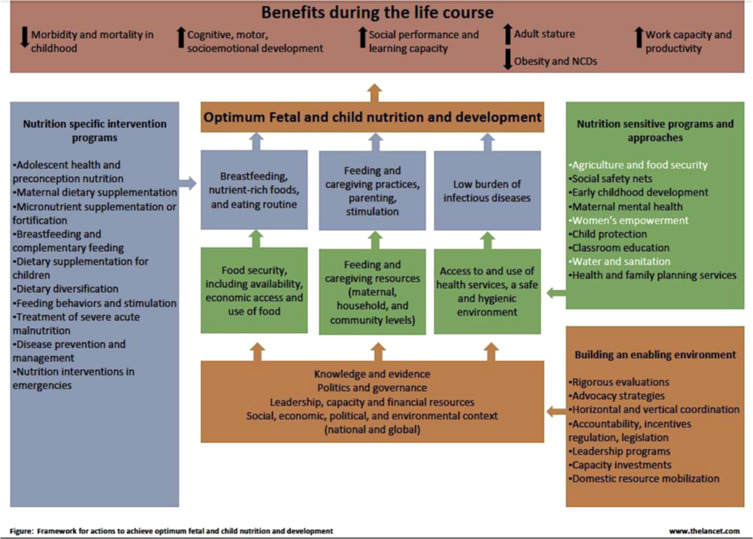 Benefits during the life course
Morbidity and mortality in
childhood
Cognitive, motor,
socioemotional development
Social performance and
learning capacity
Adult stature
Obesity and NCDs
Work capacity and
productivity
Nutrition specific intervention
programs
•Adolescent health and
preconception nutrition
•Maternal dietary supplementation
•Micronutrient supplementation or
fortification
•Breastfeeding and
complementary feeding
•Dietary supplementation for
children
•Dietary diversification
•Feeding behaviors and stimulation
•Treatment of severe acute
malnutrition
•Disease prevention and
management
•Nutrition interventions in
emergencies
Optimum Fetal and child nutrition and development
Breastfeeding,
nutrient-rich foods,
and eating routine
Feeding and
caregiving practices,
parenting,
stimulation
Low burden of
infectious diseases
Food security,
including availability,
economic access and
use of food
Feeding and
caregiving resources
(maternal,
household, and
community levels)
Access to and use of
health services, a safe
and hygienic
environment
Knowledge and evidence
Politics and governance
Leadership, capacity and financial resources
Social, economic, political, and environmental context
(national and global)
Nutrition sensitive programs and
approaches
•Agriculture and food security
•Social safety nets
•Early childhood development
•Maternal mental health
•Women's empowerment
•Child protection
•Classroom education
•Water and sanitation
•Health and family planning services
Building an enabling environment
•Rigorous evaluations
•Advocacy strategies
•Horizontal and vertical coordination
•Accountability, incentives
regulation, legislation
•Leadership programs
•Capacity investments
•Domestic resource mobilization
Figure: Framework for actions to achieve optimum fetal and child nutrition and development
www.thelancet.com